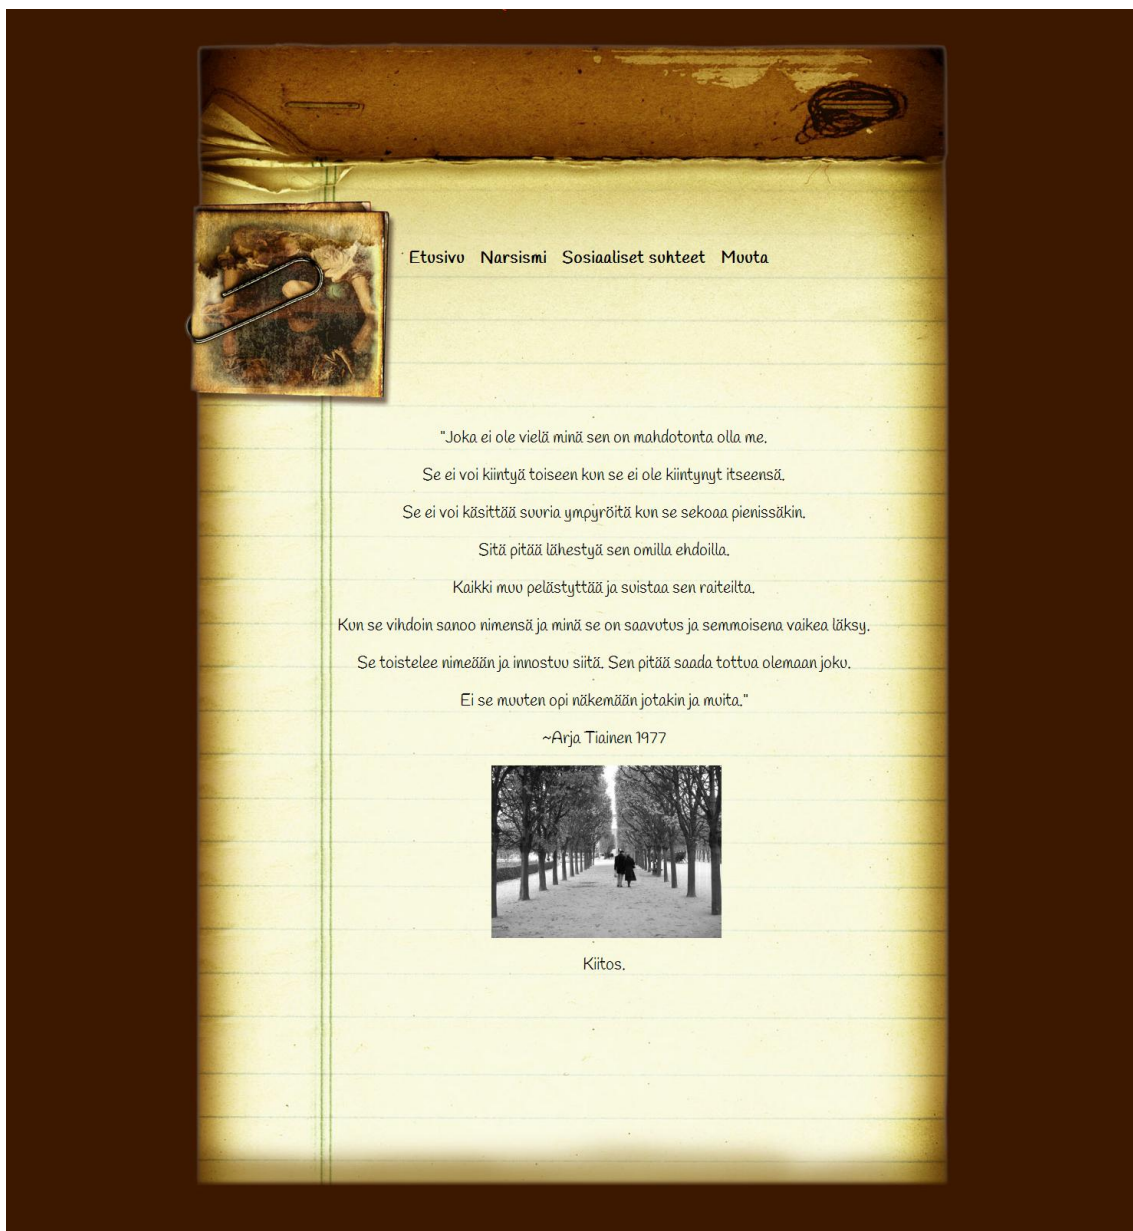 Etusivu Narsismi Sosiaaliset suhteet Muuta
"Joka ei ole vielä minä sen on mahdotonta olla me.
Se ei voi kiintyä toiseen kun se ei ole kiintynyt itseensä.
Se ei voi käsittää suuria ympyröitä kun se sekoaa pienissäkin.
Sitä pitää lähestyä sen omilla ehdoilla.
Kaikki muu pelästyttää ja suistaa sen raiteilta.
Kun se vihdoin sanoo nimensä ja minä se on saavutus ja semmoisena vaikea läksy.
Se toistelee nimeään ja innostuu siitä. Sen pitää saada tottua olemaan joku.
Ei se muuten opi näkemään jotakin ja muita."
~Arja Tiainen 1977
Kiitos.